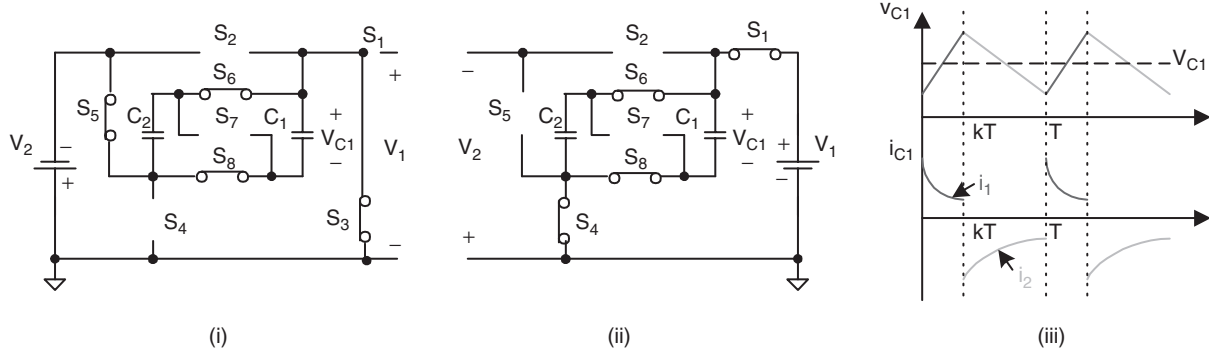 S2
S1
+
S6
S5
C2
S7
C1
+
VC1
−
V2
−
+
V1
S8
S4
S3
−
(i)
S2
S1
−
S6
S5
C2
S7
C1
+
VC1
−
V2
V1
+
−
S8
S4
+
(ii)
vC1
VC1
kT
T
iC1
i1
kT
T
i2
(iii)